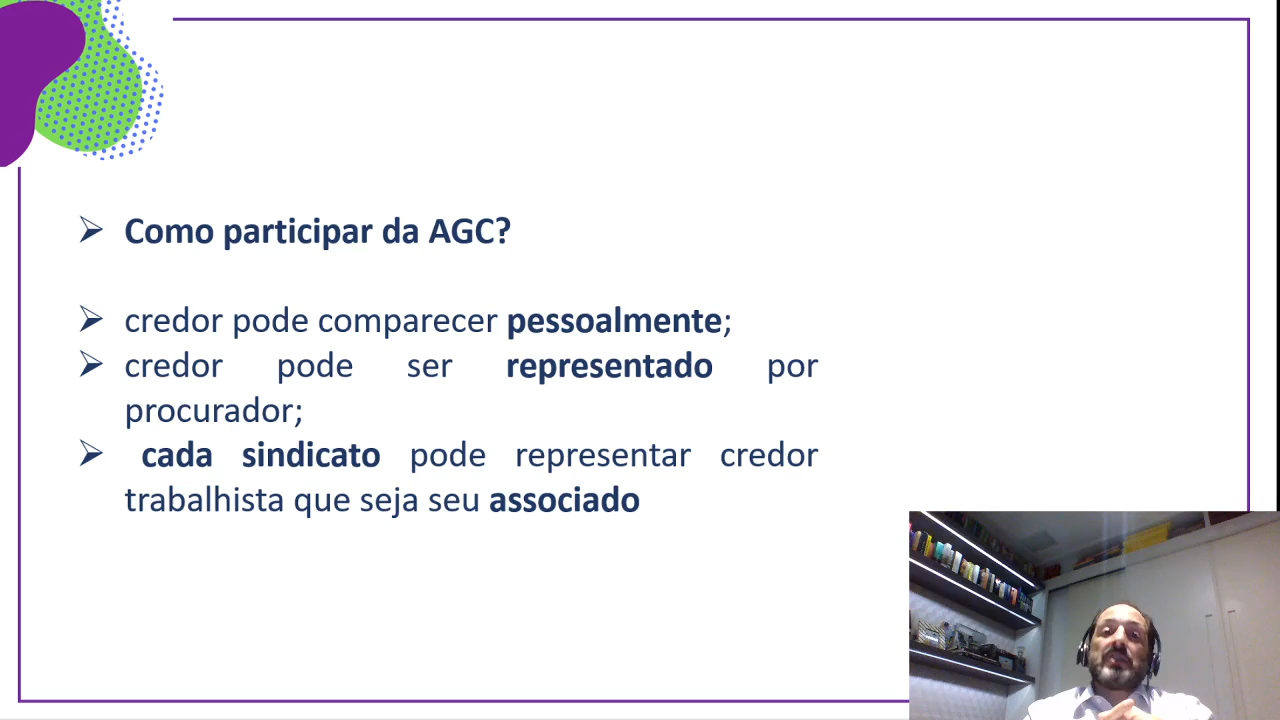 ➢ Como participar da AGC?
➢ credor pode comparecer pessoalmente;
➢ credor pode ser representado por
procurador;
➢ cada sindicato pode representar credor
trabalhista que seja seu associado